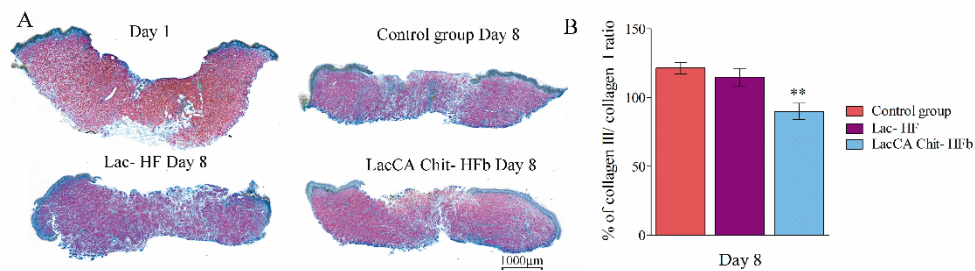 A
Day 1
Control group Day 8
Lac- HF Day 8
LacCA Chit- HFb Day 8
1000μm
B
% of collagen III/ collagen I ratio
150
100
50
0
**
Day 8
Control group
Lac- HF
LacCA Chit- HFb